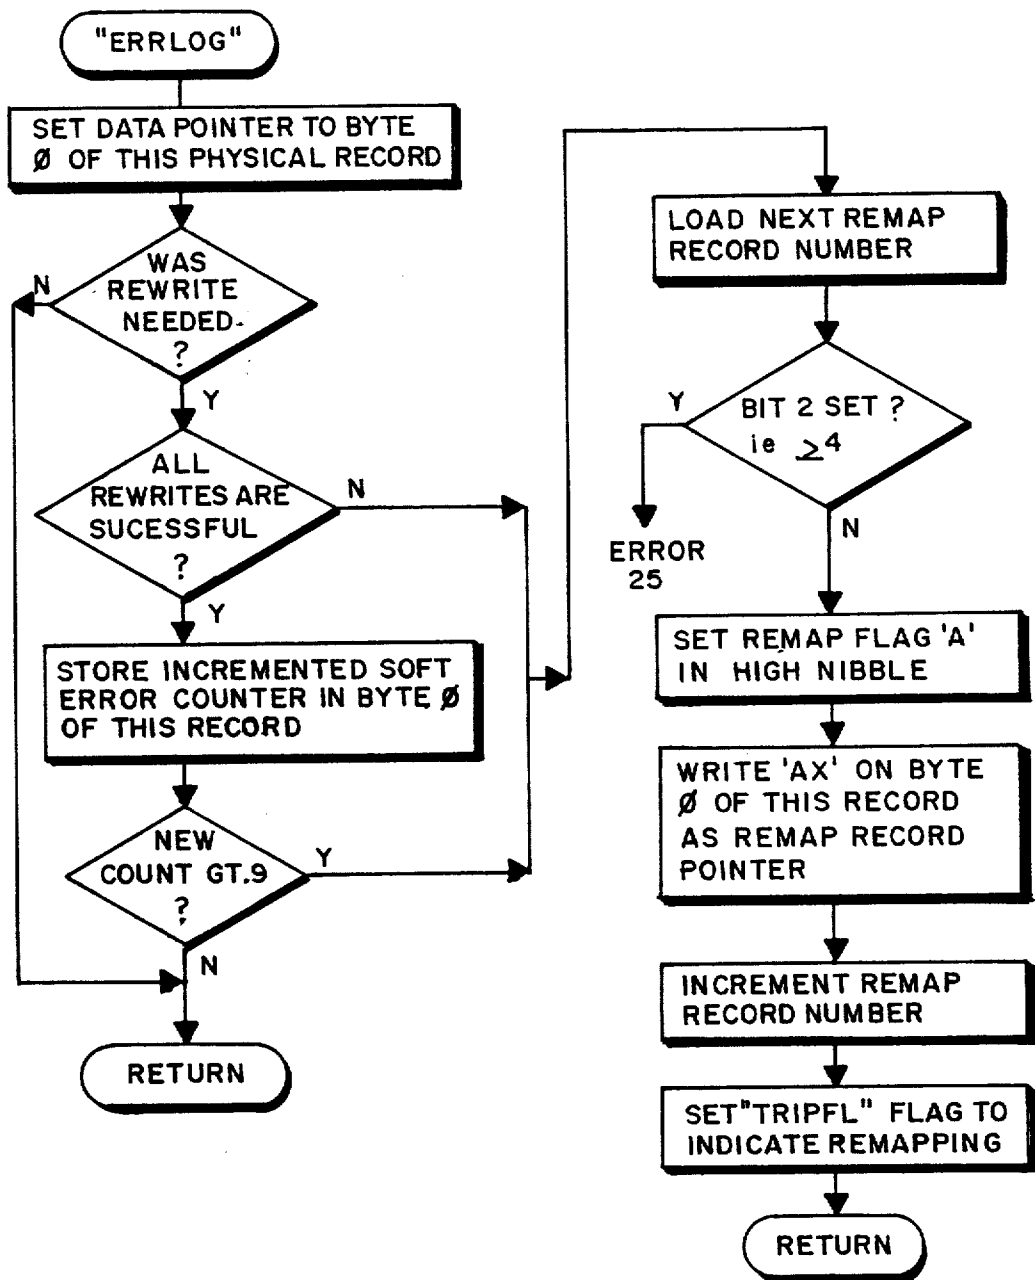 "ERRLOG"
SET DATA POINTER TO BYTE
Ø OF THIS PHYSICAL RECORD
N
WAS
REWRITE
NEEDED.
?
Y
ALL
REWRITES ARE
SUCESSFUL
?
N
Y
STORE INCREMENTED SOFT
ERROR COUNTER IN BYTE Ø
OF THIS RECORD
NEW
COUNT GT.9
?
Y
N
RETURN
LOAD NEXT REMAP
RECORD NUMBER
Y
BIT 2 SET ?
ie ≥4
N
ERROR
25
SET REMAP FLAG 'A'
IN HIGH NIBBLE
WRITE 'AX' ON BYTE
Ø OF THIS RECORD
AS REMAP RECORD
POINTER
INCREMENT REMAP
RECORD NUMBER
SET"TRIPFL" FLAG TO
INDICATE REMAPPING
RETURN